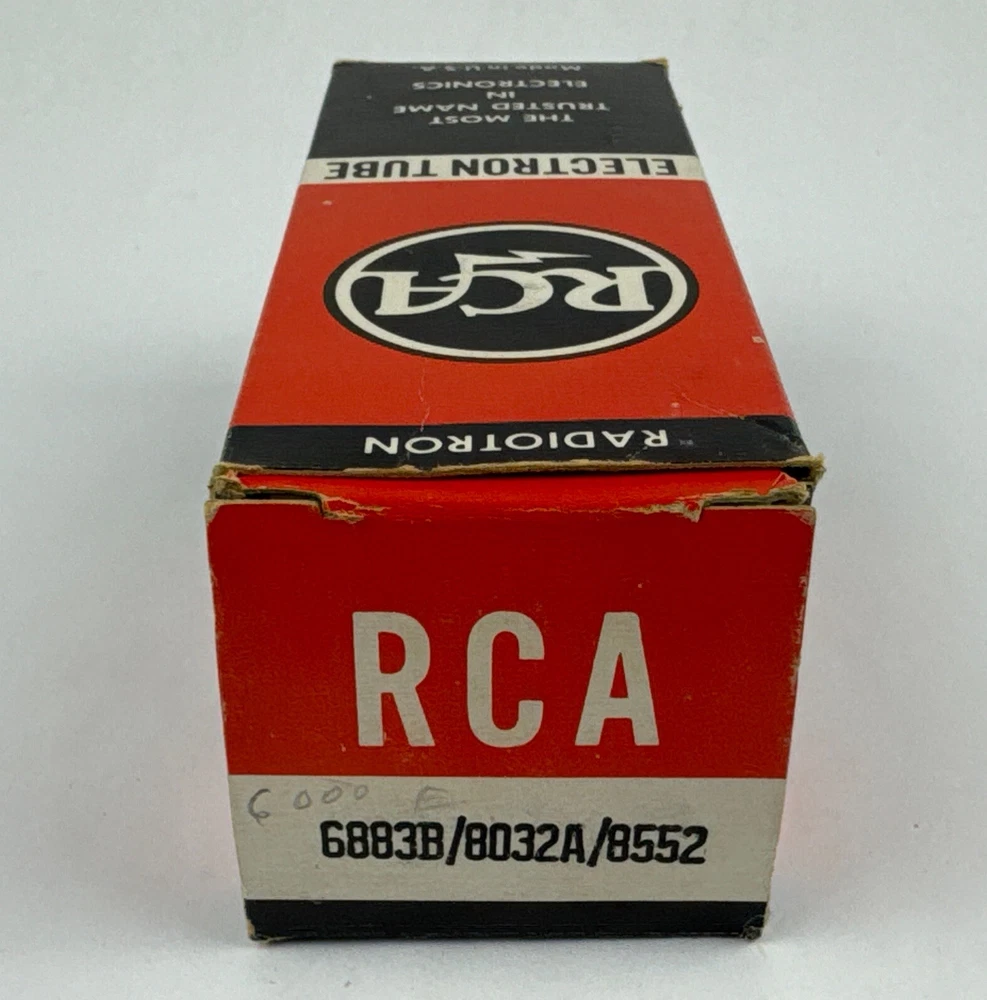 Made in U.S.A.
ELECTRONICS
IN
TRUSTED NAME
THE MOST
ELECTRON TUBE
RCA
RADIOTRON
RCA
6000 E
6883B/8032A/8552